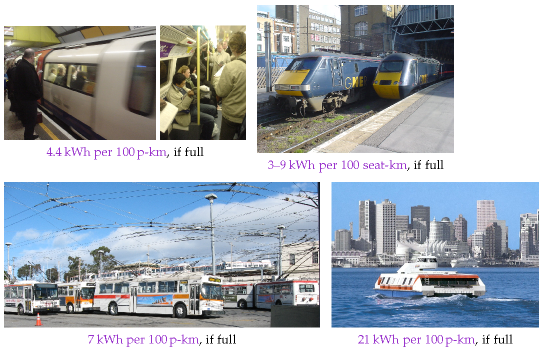 4.4 kWh per 100 p-km, if full
GNER
3–9 kWh per 100 seat-km, if full
7 kWh per 100 p-km, if full
21 kWh per 100 p-km, if full